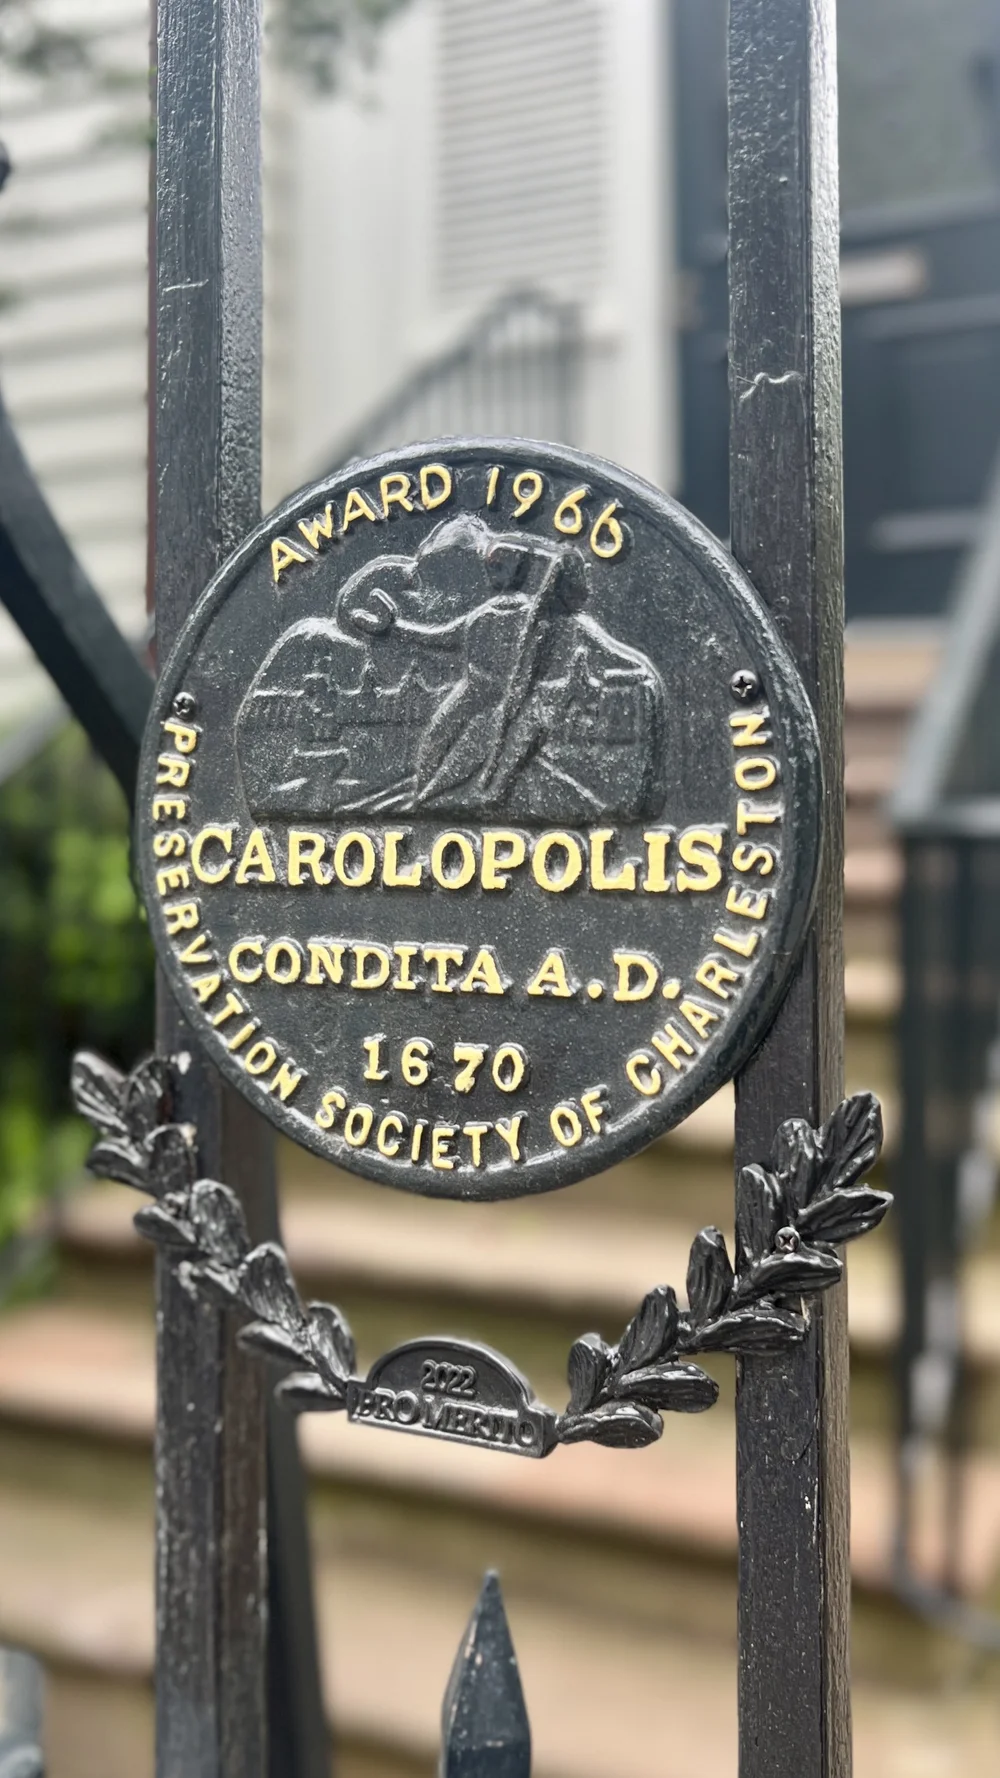 AWARD 1966
CAROLOPOLIS
CONDITA A.D.
1670
PRESERVATION SOCIETY OF CHARLESTON
2022
PRO MERITO